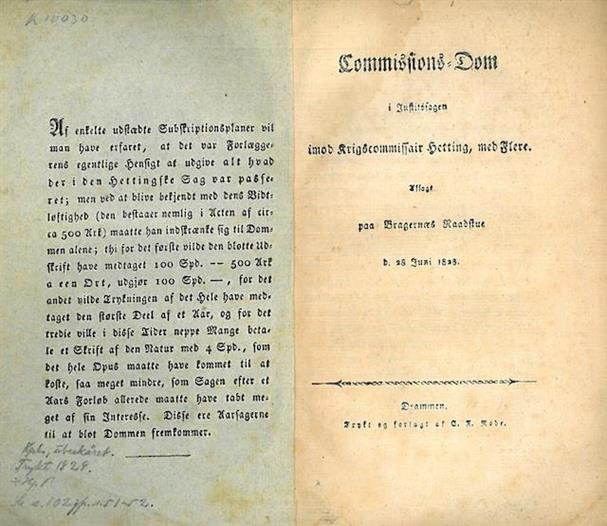 K 10030
Af enkelte udstædte Subskriptionsplaner vil
man have erfaret, at det var Forlægge-
rens egentlige Hensigt at udgive alt hvad
der i den Hettingske Sag var passe-
ret; men ved at blive bekjendt med dens Vidt-
løftighed (den bestaaer nemlig i Acten af cir-
ca 500 Ark) maatte han indskrænke sig til Dom-
men alene; thi for det første vilde den blotte Ud-
skrift have medtaget 100 Spd. -- 500 Ark
a een Ort, udgjør 100 Spd. —, for det
andet vilde Trykningen af det Hele have med-
taget den største Deel af et Aar, og for det
tredie ville i disse Tider neppe Mange beta-
le et Skrift af den Natur med 4 Spd., som
det hele Opus maatte have kommet til at
koste, saa meget mindre, som Sagen efter et
Aars Forløb allerede maatte have tabt me-
get af sin Interesse. Disse ere Aarsagerne
til at blot Dommen fremkommer.
ubeskåret.
Trykt 1828.
Commissions-Dom
i Justitssagen
imod Krigscommissair Hetting, med Flere.
Afsagt
paa Bragernæs Raadstue
d. 28 Juni 1828.
Drammen.
Trykt og forlagt af C. F. Rode.